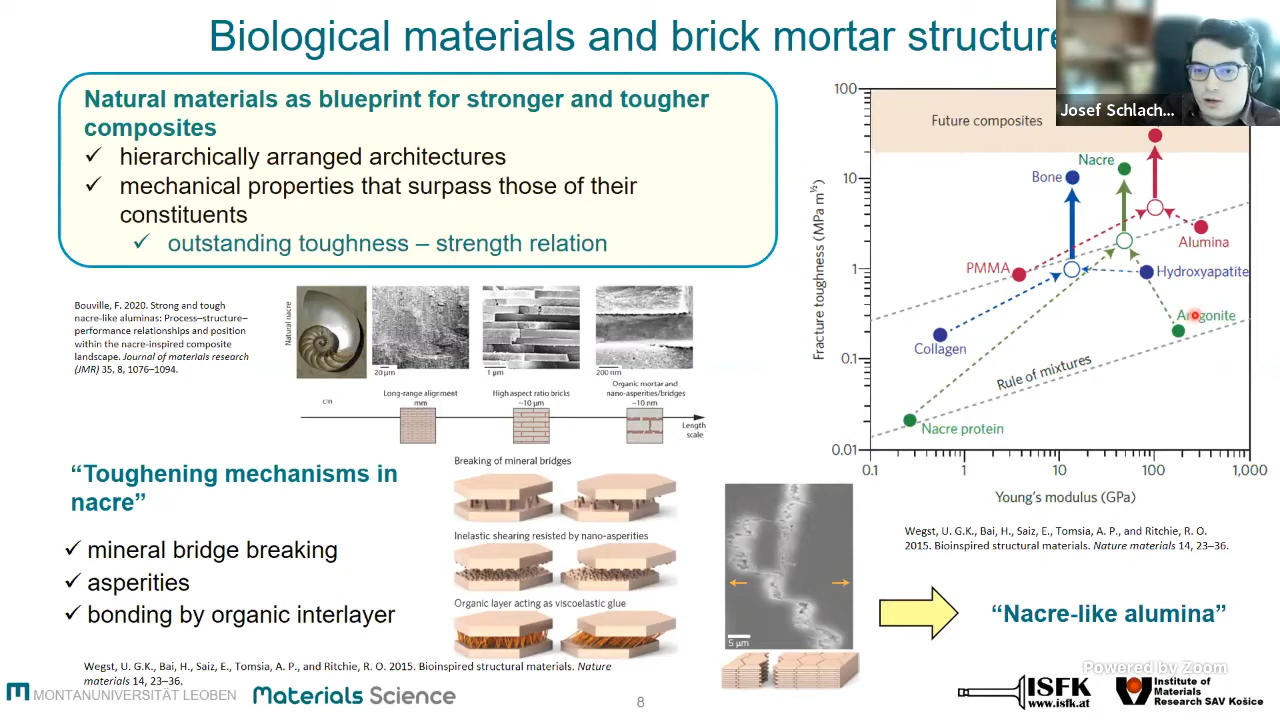 Biological materials and brick mortar structure
Josef Schlach...
Natural materials as blueprint for stronger and tougher
composites
✓ hierarchically arranged architectures
✓ mechanical properties that surpass those of their
constituents
✓ outstanding toughness – strength relation
Bouville, F. 2020. Strong and tough
nacre-like aluminas: Process–structure–
performance relationships and position
within the nacre-inspired composite
landscape. Journal of materials research
(JMR) 35, 8, 1076–1094.
Natural nacre
20 µm
1 µm
200 nm
cm
Long-range alignment
mm
High aspect ratio bricks
~10 µm
Organic mortar and
nano-asperities/bridges
~10 nm
Length
scale
“Toughening mechanisms in
nacre”
✓ mineral bridge breaking
✓ asperities
✓ bonding by organic interlayer
Breaking of mineral bridges
Inelastic shearing resisted by nano-asperities
Organic layer acting as viscoelastic glue
Wegst, U. G.K., Bai, H., Saiz, E., Tomsia, A. P., and Ritchie, R. O. 2015. Bioinspired structural materials. Nature
materials 14, 23–36.
5 µm
Fracture toughness (MPa m½)
100
10
1
0.1
0.01
0.1
1
10
100
1,000
Young's modulus (GPa)
Future composites
Nacre
Bone
Alumina
PMMA
Hydroxyapatite
Aragonite
Collagen
Rule of mixtures
Nacre protein
Wegst, U. G.K., Bai, H., Saiz, E., Tomsia, A. P., and Ritchie, R. O.
2015. Bioinspired structural materials. Nature materials 14, 23–36.
“Nacre-like alumina”
Powered by Zoom
MONTANUNIVERSITÄT LEOBEN
Materials Science
8
ISFK
www.isfk.at
Institute of
Materials
Research SAV Košice